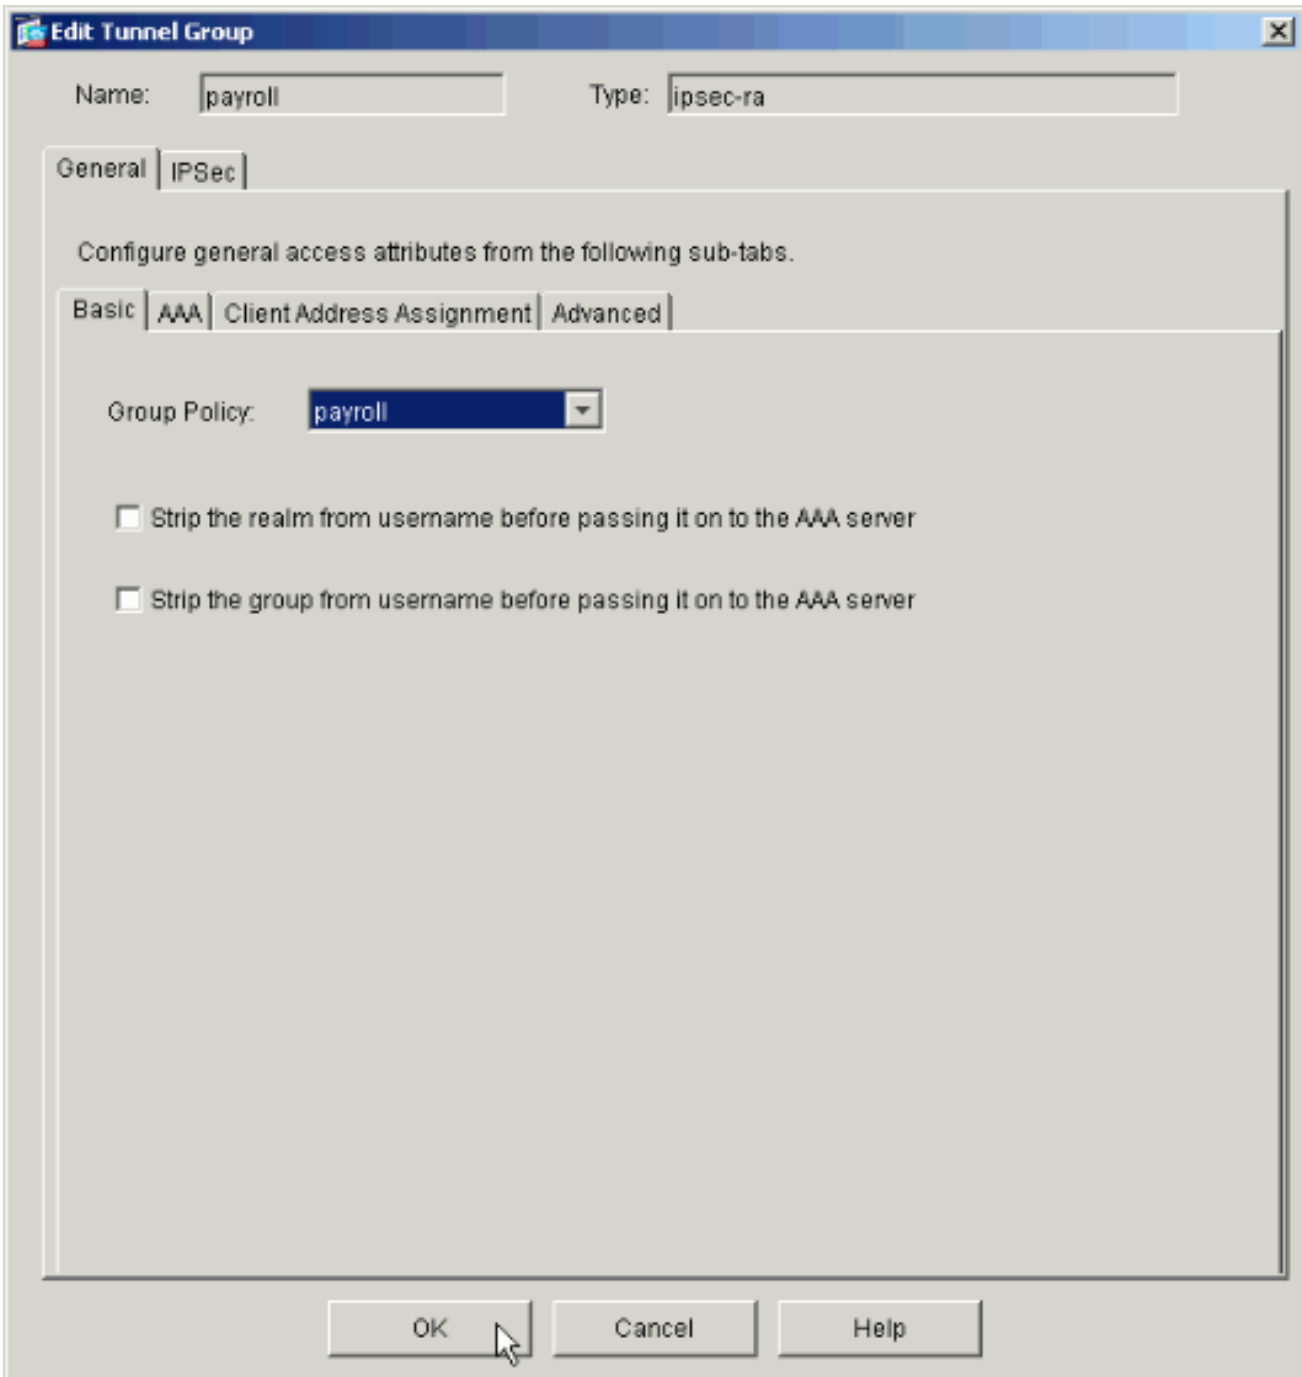 Edit Tunnel Group
Name: payroll Type: ipsec-ra
General IPSec
Configure general access attributes from the following sub-tabs.
Basic AAA Client Address Assignment Advanced
Group Policy: payroll
Strip the realm from username before passing it on to the AAA server
Strip the group from username before passing it on to the AAA server
OK Cancel Help